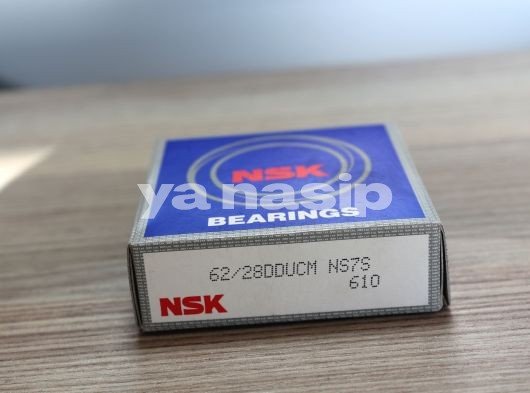 NSK
yanasip
BEARINGS
62/28DDUCM NS7S
610
NSK